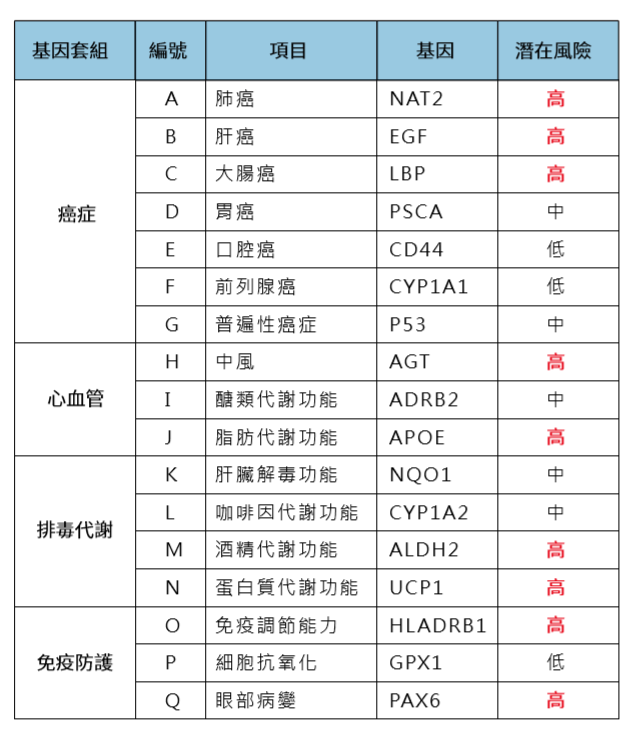 基因套組 編號 項目 基因 潛在風險
癌症
A 肺癌 NAT2 高
B 肝癌 EGF 高
C 大腸癌 LBP 高
D 胃癌 PSCA 中
E 口腔癌 CD44 低
F 前列腺癌 CYP1A1 低
G 普遍性癌症 P53 中
心血管
H 中風 AGT 高
I 醣類代謝功能 ADRB2 中
J 脂肪代謝功能 APOE 高
排毒代謝
K 肝臟解毒功能 NQO1 中
L 咖啡因代謝功能 CYP1A2 中
M 酒精代謝功能 ALDH2 高
N 蛋白質代謝功能 UCP1 高
免疫防護
O 免疫調節能力 HLADRB1 高
P 細胞抗氧化 GPX1 低
Q 眼部病變 PAX6 高